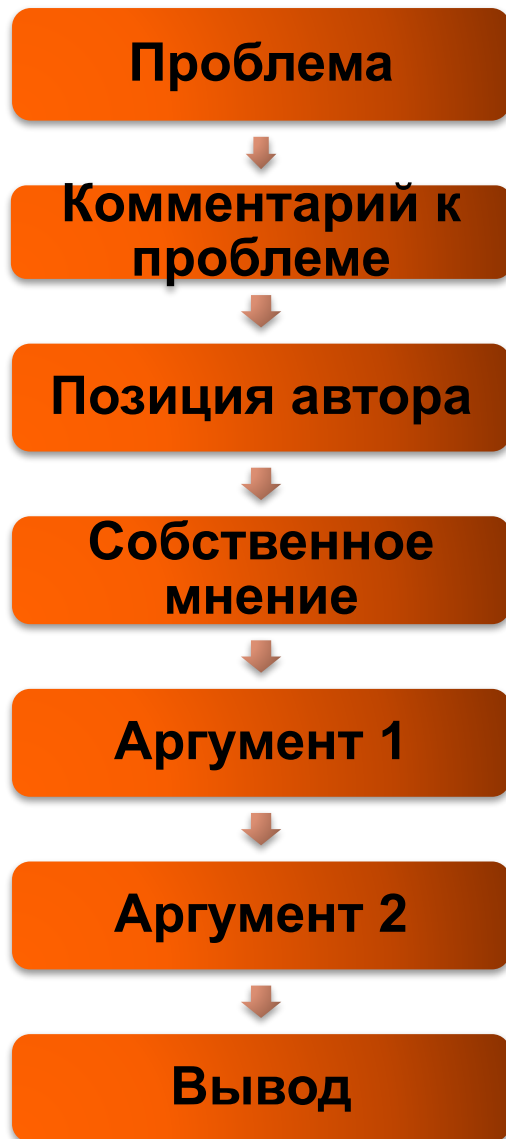 Проблема
Комментарий к
проблеме
Позиция автора
Собственное
мнение
Аргумент 1
Аргумент 2
Вывод